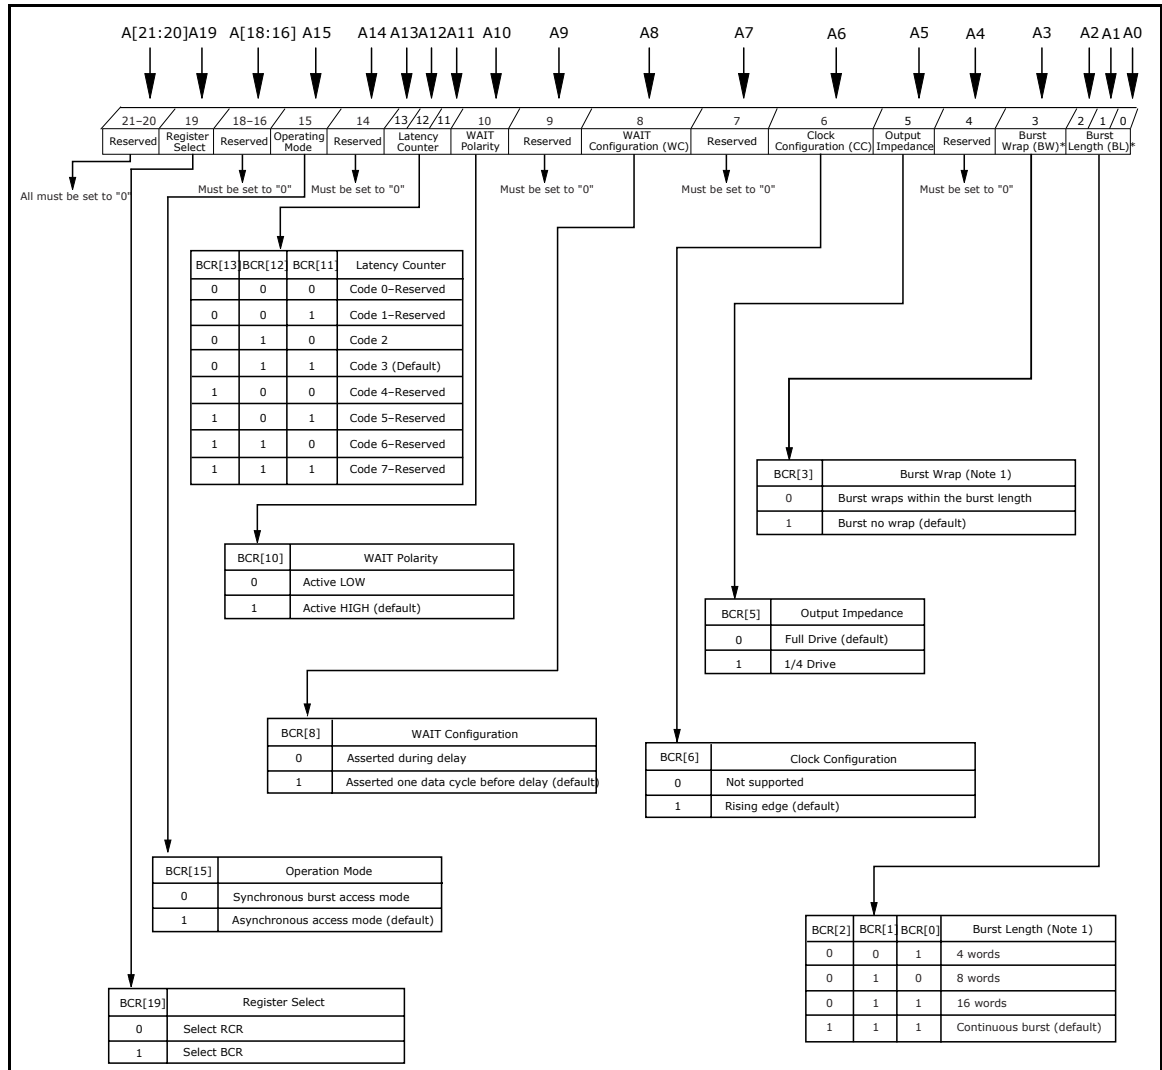 A[21:20] A19 A[18:16] A15 A14 A13 A12 A11 A10 A9 A8 A7 A6 A5 A4 A3 A2 A1 A0
21–20 19 18–16 15 14 13 12 11 10 9 8 7 6 5 4 3 2 1 0
Reserved Register Select Reserved Operating Mode Reserved Latency Counter WAIT Polarity Reserved WAIT Configuration (WC) Reserved Clock Configuration (CC) Output Impedance Reserved Burst Wrap (BW)* Burst Length (BL)*
All must be set to "0" Must be set to "0" Must be set to "0" Must be set to "0" Must be set to "0" Must be set to "0"
BCR[13] BCR[12] BCR[11] Latency Counter
0 0 0 Code 0–Reserved
0 0 1 Code 1–Reserved
0 1 0 Code 2
0 1 1 Code 3 (Default)
1 0 0 Code 4–Reserved
1 0 1 Code 5–Reserved
1 1 0 Code 6–Reserved
1 1 1 Code 7–Reserved
BCR[3] Burst Wrap (Note 1)
0 Burst wraps within the burst length
1 Burst no wrap (default)
BCR[10] WAIT Polarity
0 Active LOW
1 Active HIGH (default)
BCR[5] Output Impedance
0 Full Drive (default)
1 1/4 Drive
BCR[8] WAIT Configuration
0 Asserted during delay
1 Asserted one data cycle before delay (default)
BCR[6] Clock Configuration
0 Not supported
1 Rising edge (default)
BCR[15] Operation Mode
0 Synchronous burst access mode
1 Asynchronous access mode (default)
BCR[2] BCR[1] BCR[0] Burst Length (Note 1)
0 0 1 4 words
0 1 0 8 words
0 1 1 16 words
1 1 1 Continuous burst (default)
BCR[19] Register Select
0 Select RCR
1 Select BCR